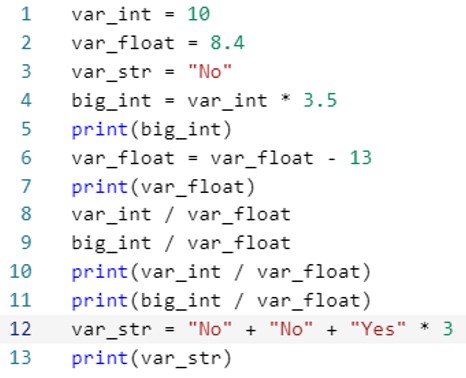 1 var_int = 10
2 var_float = 8.4
3 var_str = "No"
4 big_int = var_int * 3.5
5 print(big_int)
6 var_float = var_float - 13
7 print(var_float)
8 var_int / var_float
9 big_int / var_float
10 print(var_int / var_float)
11 print(big_int / var_float)
12 var_str = "No" + "No" + "Yes" * 3
13 print(var_str)